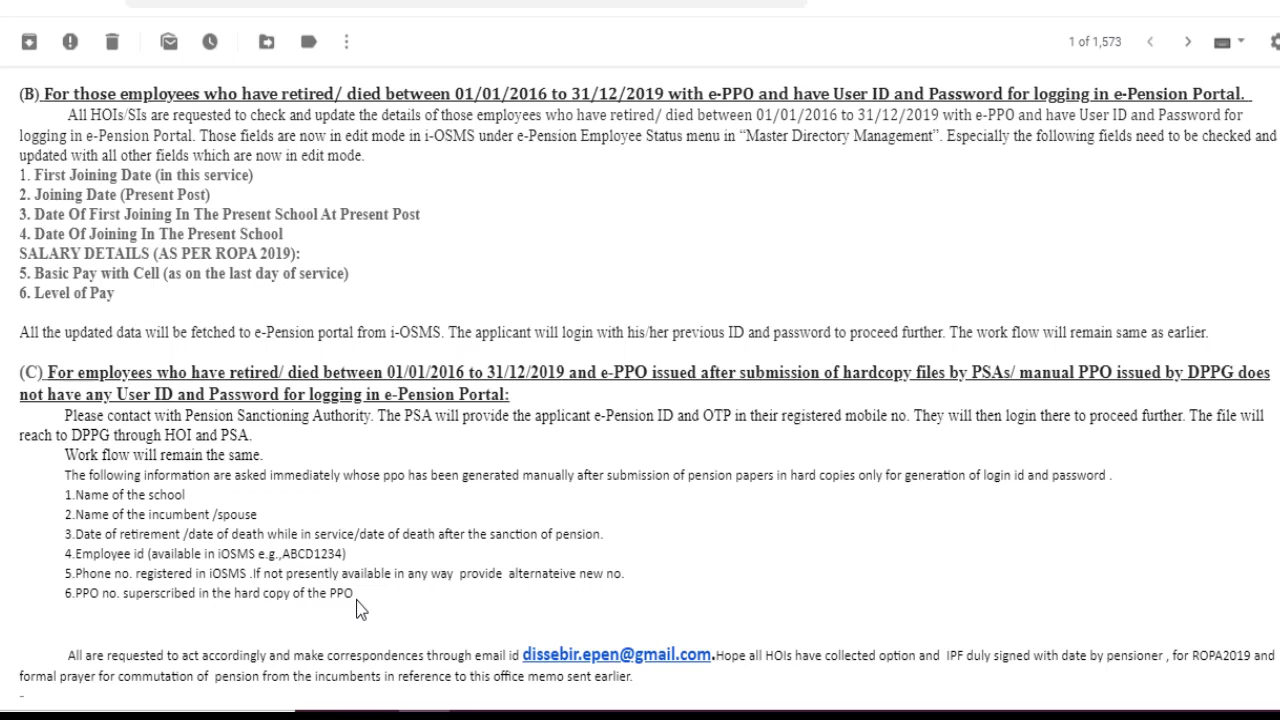 1 of 1,573
(B) For those employees who have retired/ died between 01/01/2016 to 31/12/2019 with e-PPO and have User ID and Password for logging in e-Pension Portal.
All HOIs/SIs are requested to check and update the details of those employees who have retired/ died between 01/01/2016 to 31/12/2019 with e-PPO and have User ID and Password for
logging in e-Pension Portal. Those fields are now in edit mode in i-OSMS under e-Pension Employee Status menu in “Master Directory Management”. Especially the following fields need to be checked and
updated with all other fields which are now in edit mode.
1. First Joining Date (in this service)
2. Joining Date (Present Post)
3. Date Of First Joining In The Present School At Present Post
4. Date Of Joining In The Present School
SALARY DETAILS (AS PER ROPA 2019):
5. Basic Pay with Cell (as on the last day of service)
6. Level of Pay
All the updated data will be fetched to e-Pension portal from i-OSMS. The applicant will login with his/her previous ID and password to proceed further. The work flow will remain same as earlier.
(C) For employees who have retired/ died between 01/01/2016 to 31/12/2019 and e-PPO issued after submission of hardcopy files by PSAs/ manual PPO issued by DPPG does
not have any User ID and Password for logging in e-Pension Portal:
Please contact with Pension Sanctioning Authority. The PSA will provide the applicant e-Pension ID and OTP in their registered mobile no. They will then login there to proceed further. The file will
reach to DPPG through HOI and PSA.
Work flow will remain the same.
The following information are asked immediately whose ppo has been generated manually after submission of pension papers in hard copies only for generation of login id and password .
1.Name of the school
2.Name of the incumbent /spouse
3.Date of retirement /date of death while in service/date of death after the sanction of pension.
4.Employee id (available in iOSMS e.g.,ABCD1234)
5.Phone no. registered in iOSMS .If not presently available in any way provide alternateive new no.
6.PPO no. superscribed in the hard copy of the PPO
All are requested to act accordingly and make correspondences through email id dissebir.epen@gmail.com.Hope all HOIs have collected option and IPF duly signed with date by pensioner , for ROPA2019 and
formal prayer for commutation of pension from the incumbents in reference to this office memo sent earlier.
-